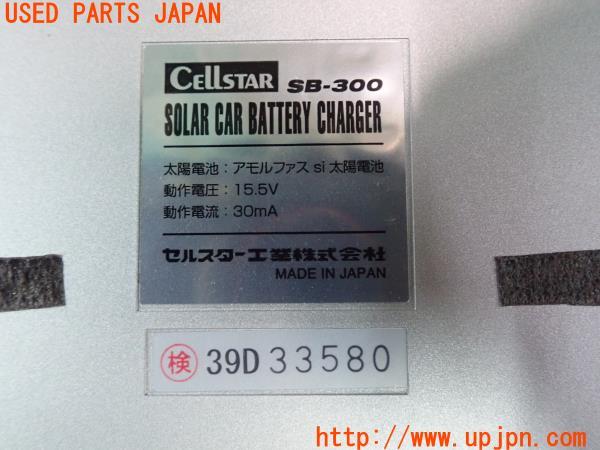 USED PARTS JAPAN
CELLSTAR SB-300
SOLAR CAR BATTERY CHARGER
太陽電池：アモルファス si 太陽電池
動作電圧：15.5V
動作電流：30mA
セルスター工業株式会社
MADE IN JAPAN
検 39D 33580
http://www.upjpn.com/